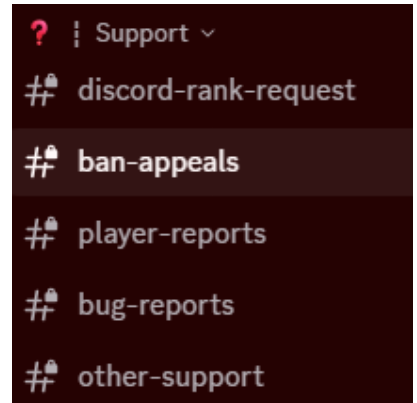 ❓ ┊ Support
discord-rank-request
ban-appeals
player-reports
bug-reports
other-support